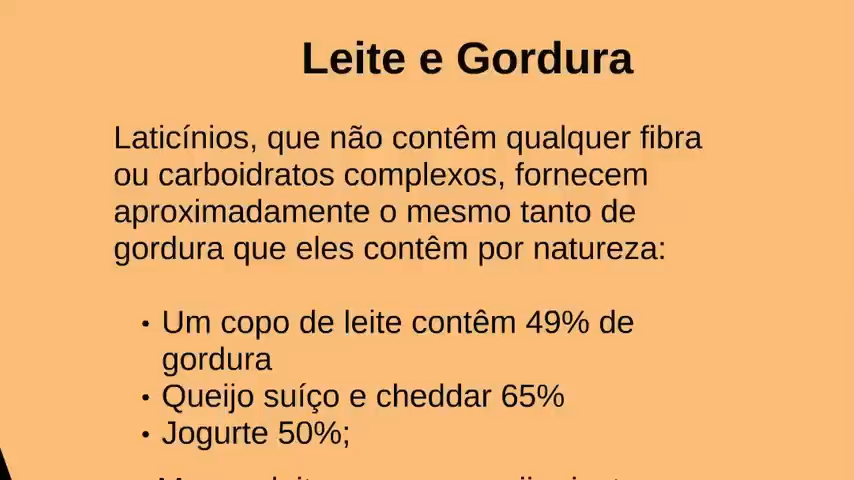 Leite e Gordura
Laticínios, que não contêm qualquer fibra
ou carboidratos complexos, fornecem
aproximadamente o mesmo tanto de
gordura que eles contêm por natureza:
• Um copo de leite contêm 49% de
gordura
• Queijo suíço e cheddar 65%
• Jogurte 50%;